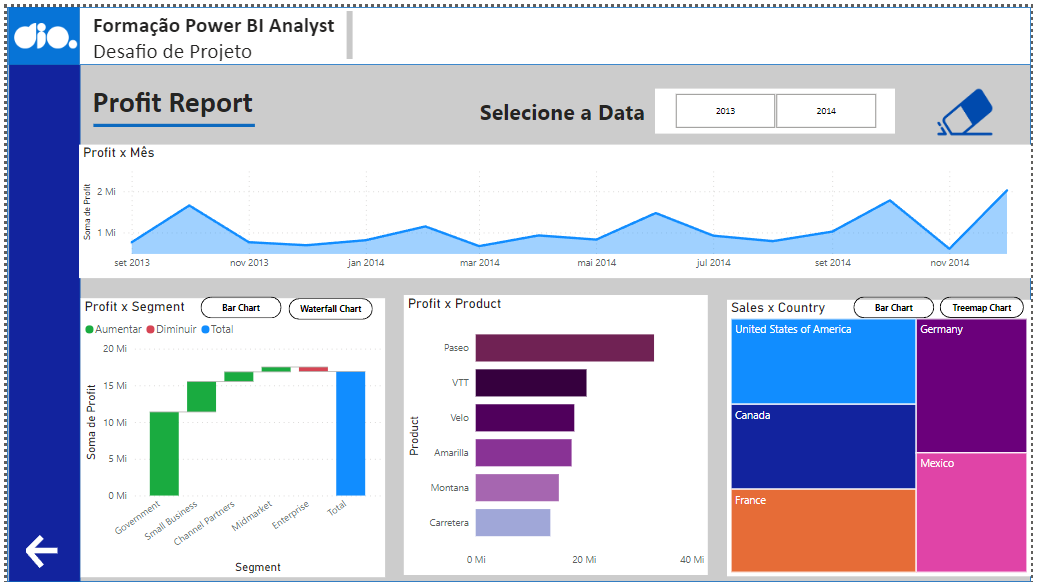 dio.
Formação Power BI Analyst
Desafio de Projeto
Profit Report
Selecione a Data
2013
2014
Profit x Mês
Soma de Profit
2 Mi
1 Mi
set 2013
nov 2013
jan 2014
mar 2014
mai 2014
jul 2014
set 2014
nov 2014
Profit x Segment
Bar Chart
Waterfall Chart
Aumentar
Diminuir
Total
Soma de Profit
20 Mi
15 Mi
10 Mi
5 Mi
0 Mi
Government
Small Business
Channel Partners
Midmarket
Enterprise
Total
Segment
Profit x Product
Product
Paseo
VTT
Velo
Amarilla
Montana
Carretera
0 Mi
20 Mi
40 Mi
Sales x Country
Bar Chart
Treemap Chart
United States of America
Germany
Canada
Mexico
France